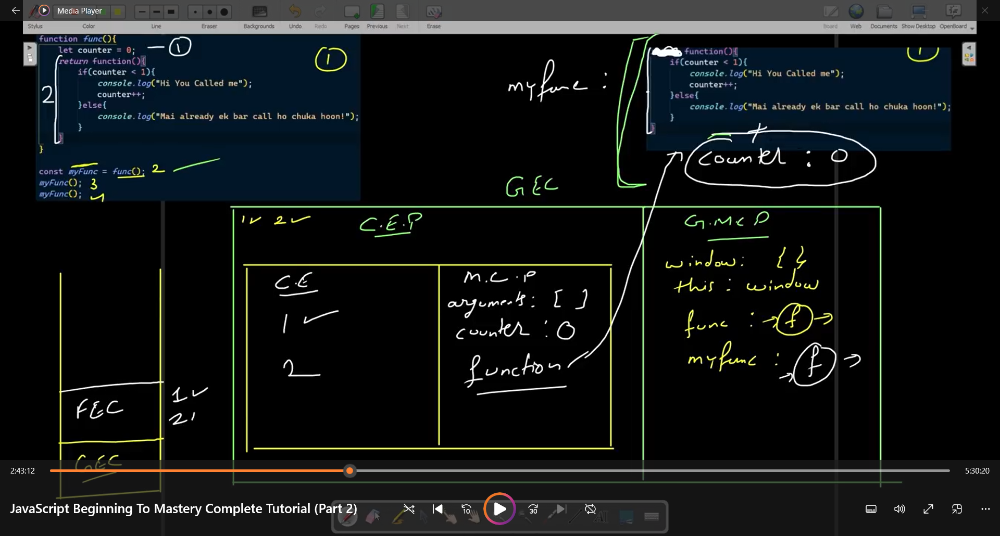 Media Player
Stylus Color Line Eraser Backgrounds Undo Redo Pages Previous Next Erase Board Web Documents Show Desktop OpenBoard
function func(){
let counter = 0; — 1
return function(){
if(counter < 1){
console.log("Hi You Called me");
counter++;
}else{
console.log("Mai already ek bar call ho chuka hoon!");
}
}
}
1
2
const myFunc = func(); 2
myFunc(); 3
myFunc(); 4
myfunc :
function(){
if(counter < 1){
console.log("Hi You Called me");
counter++;
}else{
console.log("Mai already ek bar call ho chuka hoon!");
}
}
1
counter : 0
GEC
1 2 C.E.P
G.M.C P
window: { }
this : window
func : f
myfunc : f
C.E
1
2
M.C.P
arguments: [ ]
counter : 0
function
FEC 1
2
GEC
2:43:12 5:30:20
JavaScript Beginning To Mastery Complete Tutorial (Part 2)
10 30